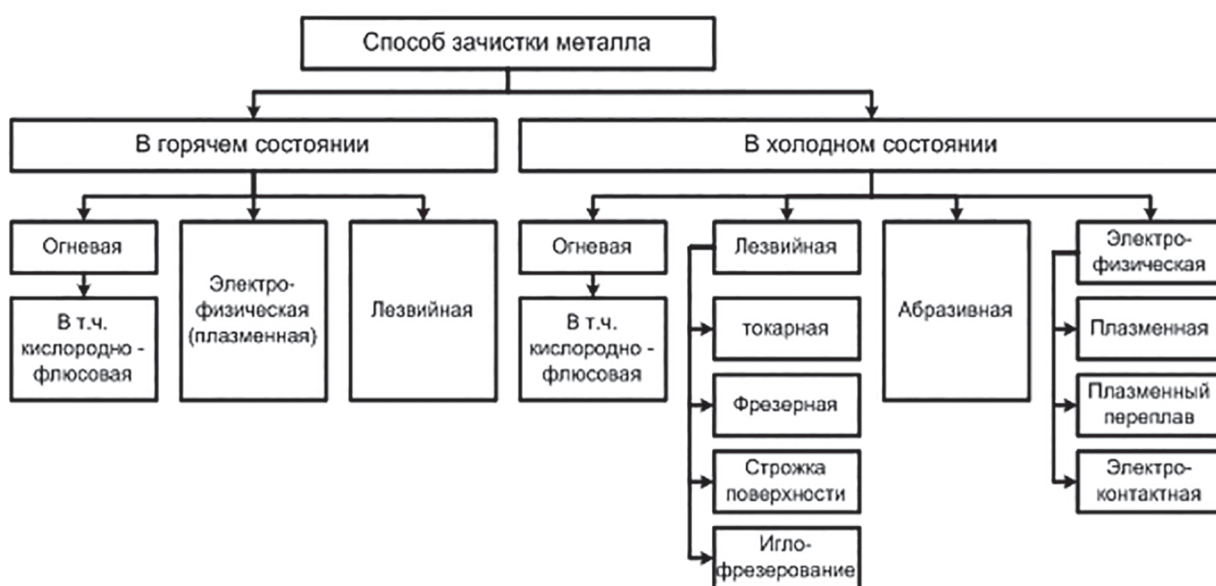 Способ зачистки металла
В горячем состоянии
В холодном состоянии
Огневая
В т.ч.
кислородно -
флюсовая
Электро-
физическая
(плазменная)
Лезвийная
Огневая
В т.ч.
кислородно -
флюсовая
Лезвийная
токарная
Фрезерная
Строжка
поверхности
Игло-
фрезерование
Абразивная
Электро-
физическая
Плазменная
Плазменный
переплав
Электро-
контактная